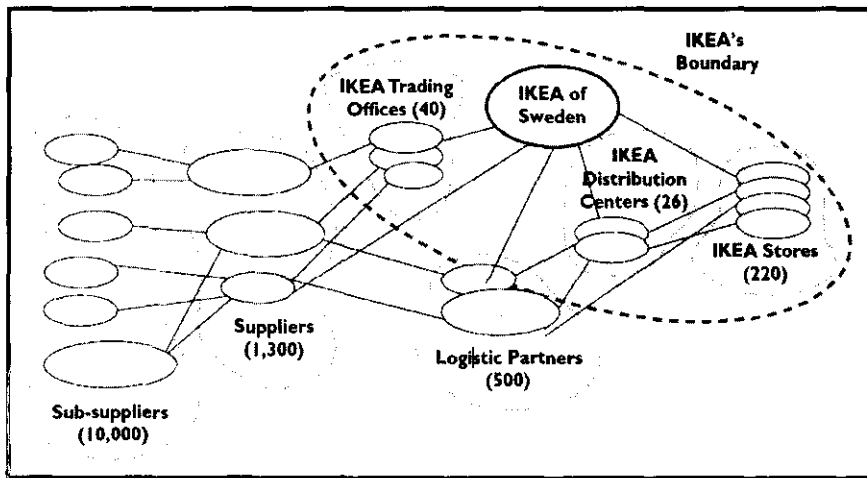 IKEA's
Boundary
IKEA Trading
Offices (40)
IKEA of
Sweden
IKEA
Distribution
Centers (26)
IKEA Stores
(220)
Suppliers
(1,300)
Logistic Partners
(500)
Sub-suppliers
(10,000)